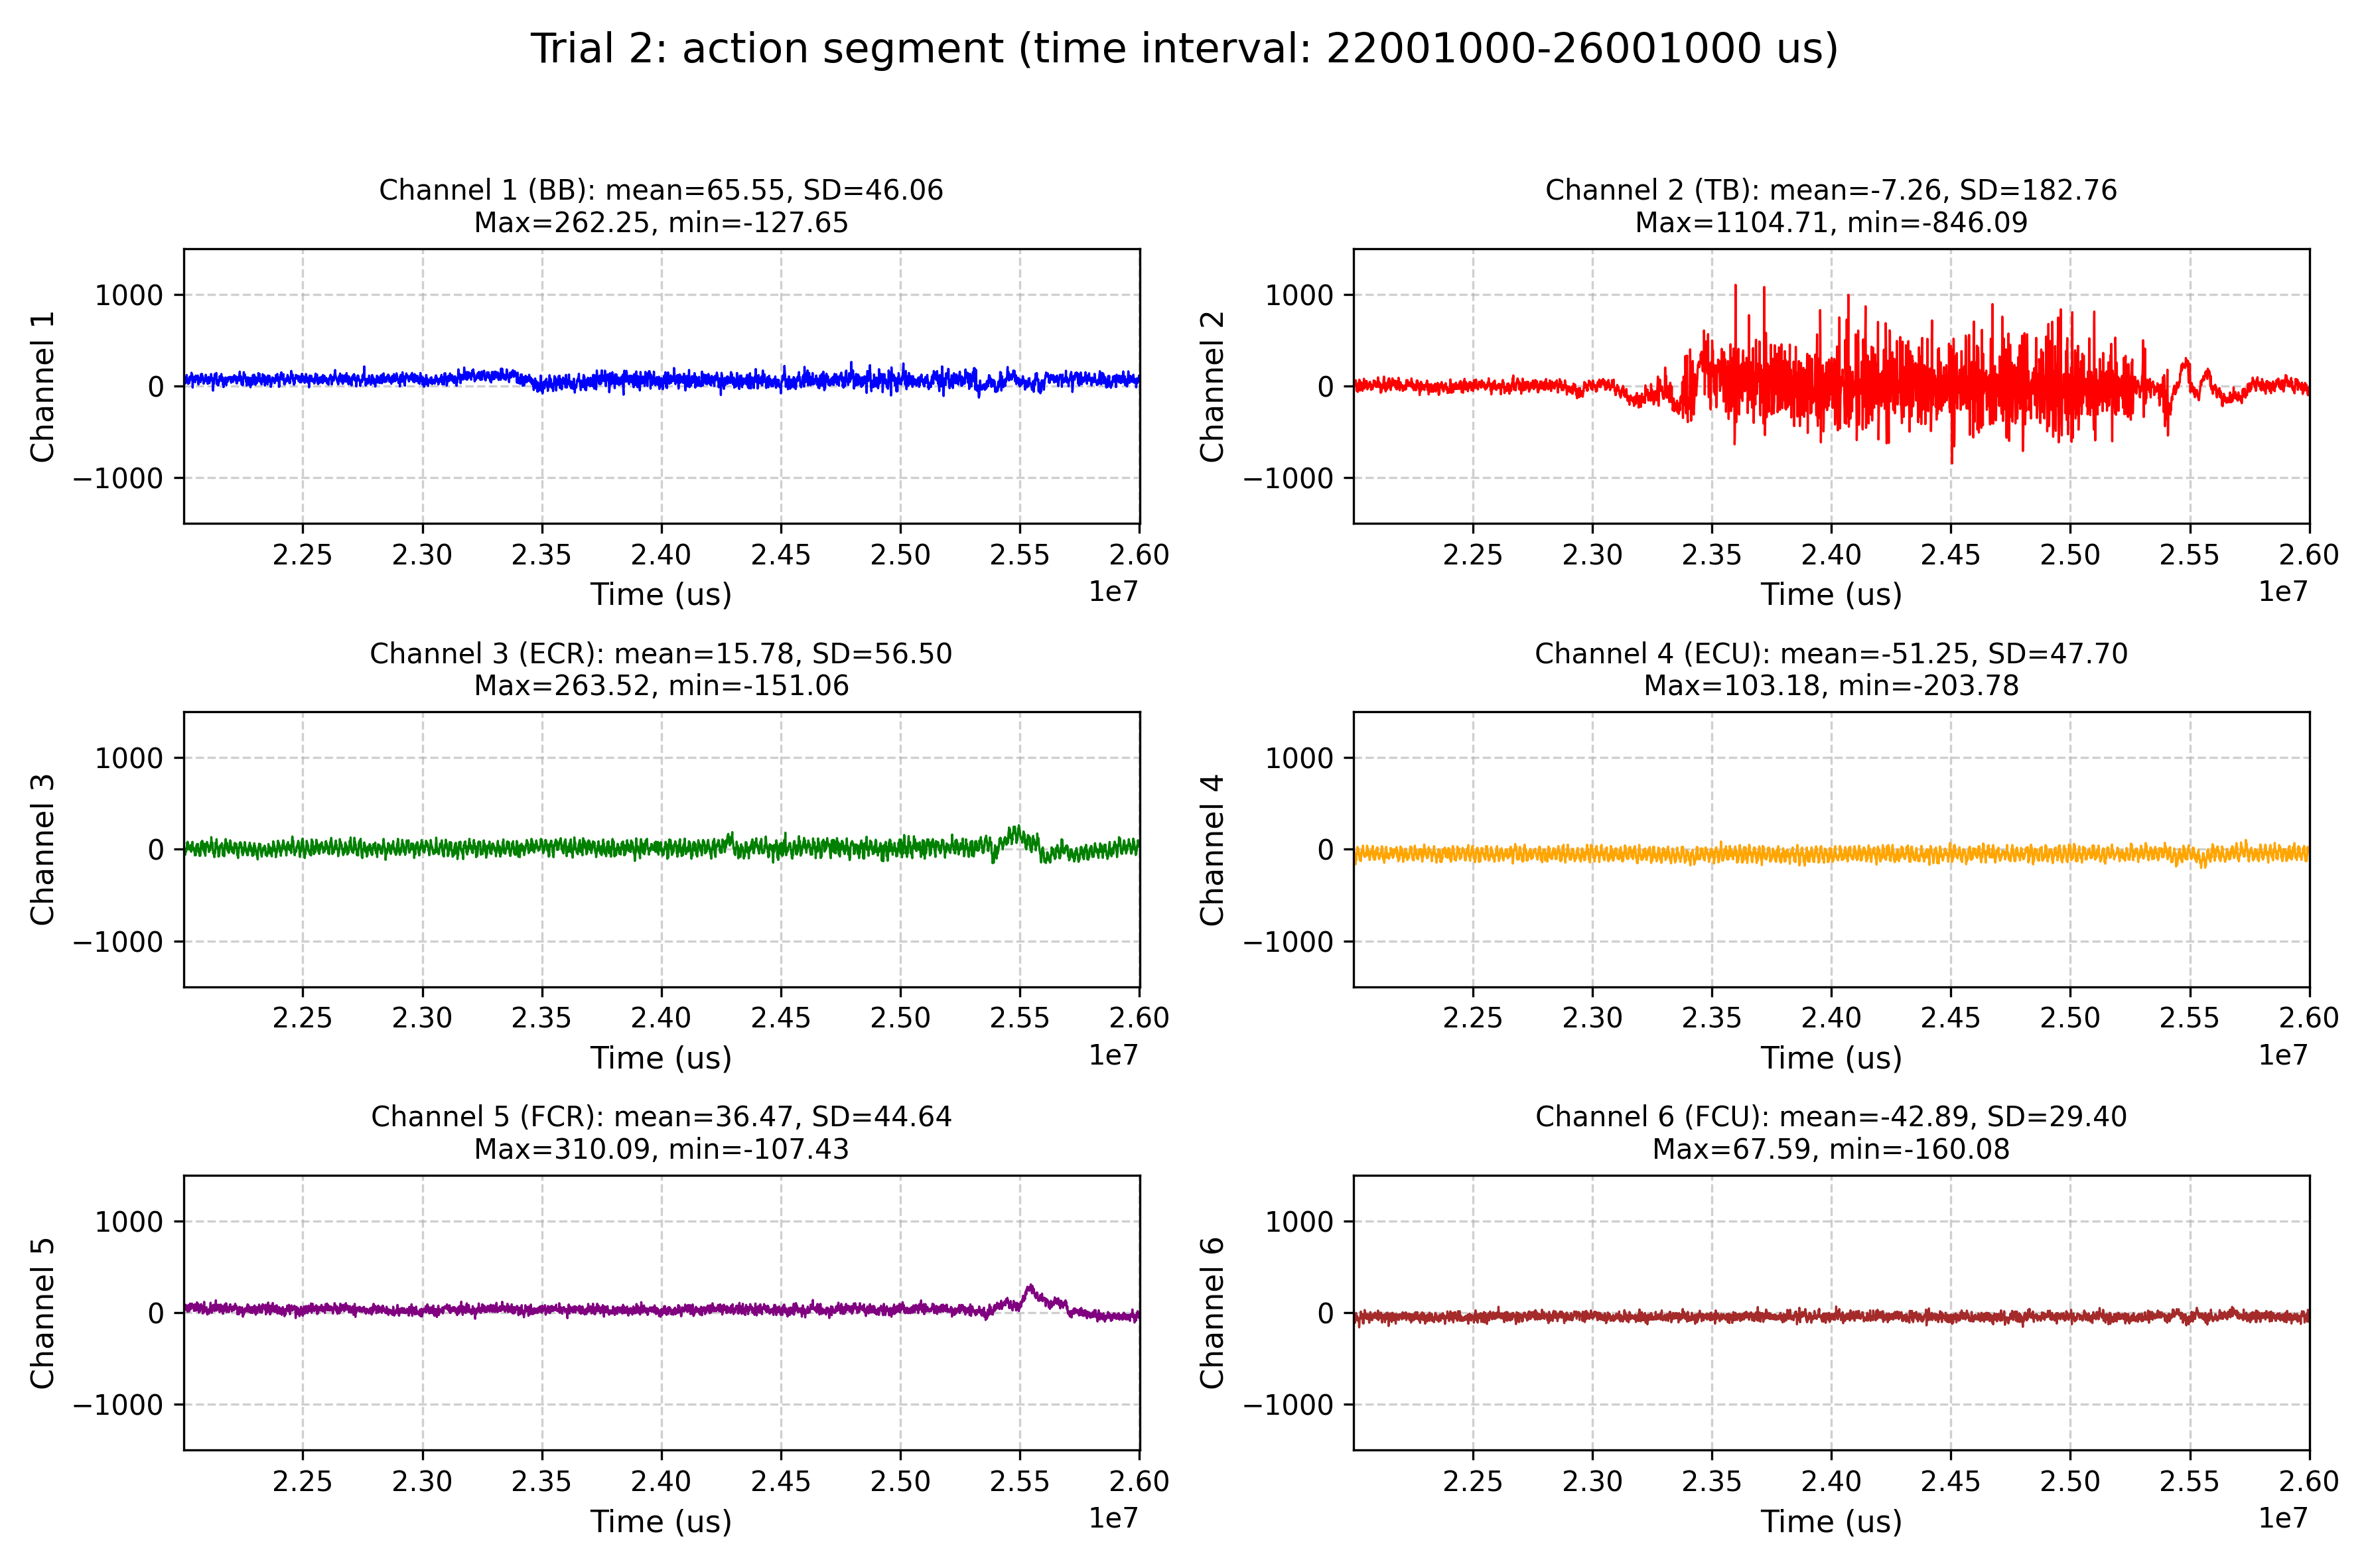 Trial 2: action segment (time interval: 22001000-26001000 us)
Channel 1 (BB): mean=65.55, SD=46.06
Max=262.25, min=-127.65
Channel 1
1000
0
−1000
2.25 2.30 2.35 2.40 2.45 2.50 2.55 2.60
Time (us)
1e7
Channel 2 (TB): mean=-7.26, SD=182.76
Max=1104.71, min=-846.09
Channel 2
1000
0
−1000
2.25 2.30 2.35 2.40 2.45 2.50 2.55 2.60
Time (us)
1e7
Channel 3 (ECR): mean=15.78, SD=56.50
Max=263.52, min=-151.06
Channel 3
1000
0
−1000
2.25 2.30 2.35 2.40 2.45 2.50 2.55 2.60
Time (us)
1e7
Channel 4 (ECU): mean=-51.25, SD=47.70
Max=103.18, min=-203.78
Channel 4
1000
0
−1000
2.25 2.30 2.35 2.40 2.45 2.50 2.55 2.60
Time (us)
1e7
Channel 5 (FCR): mean=36.47, SD=44.64
Max=310.09, min=-107.43
Channel 5
1000
0
−1000
2.25 2.30 2.35 2.40 2.45 2.50 2.55 2.60
Time (us)
1e7
Channel 6 (FCU): mean=-42.89, SD=29.40
Max=67.59, min=-160.08
Channel 6
1000
0
−1000
2.25 2.30 2.35 2.40 2.45 2.50 2.55 2.60
Time (us)
1e7